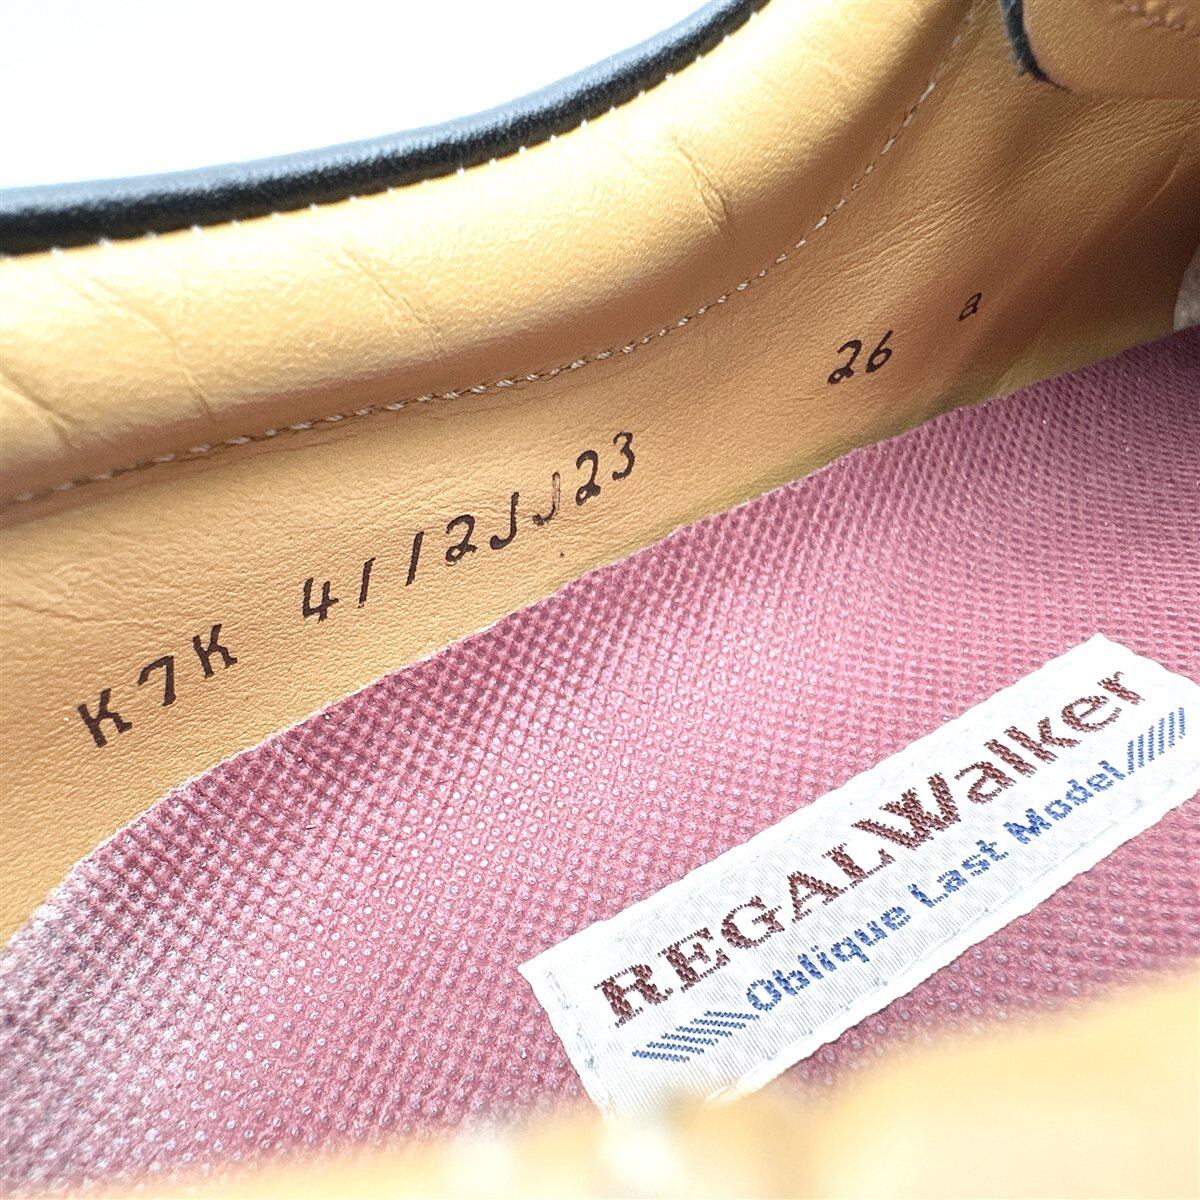 K7K 4112JJ23 26 a
REGALWalker
Oblique Last Model